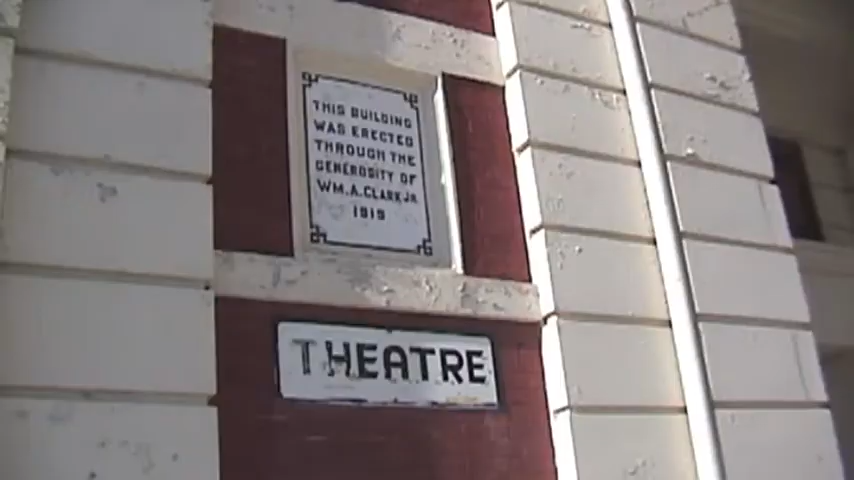 THIS BUILDING
WAS ERECTED
THROUGH THE
GENEROSITY OF
WM. A. CLARK JR.
1919
THEATRE